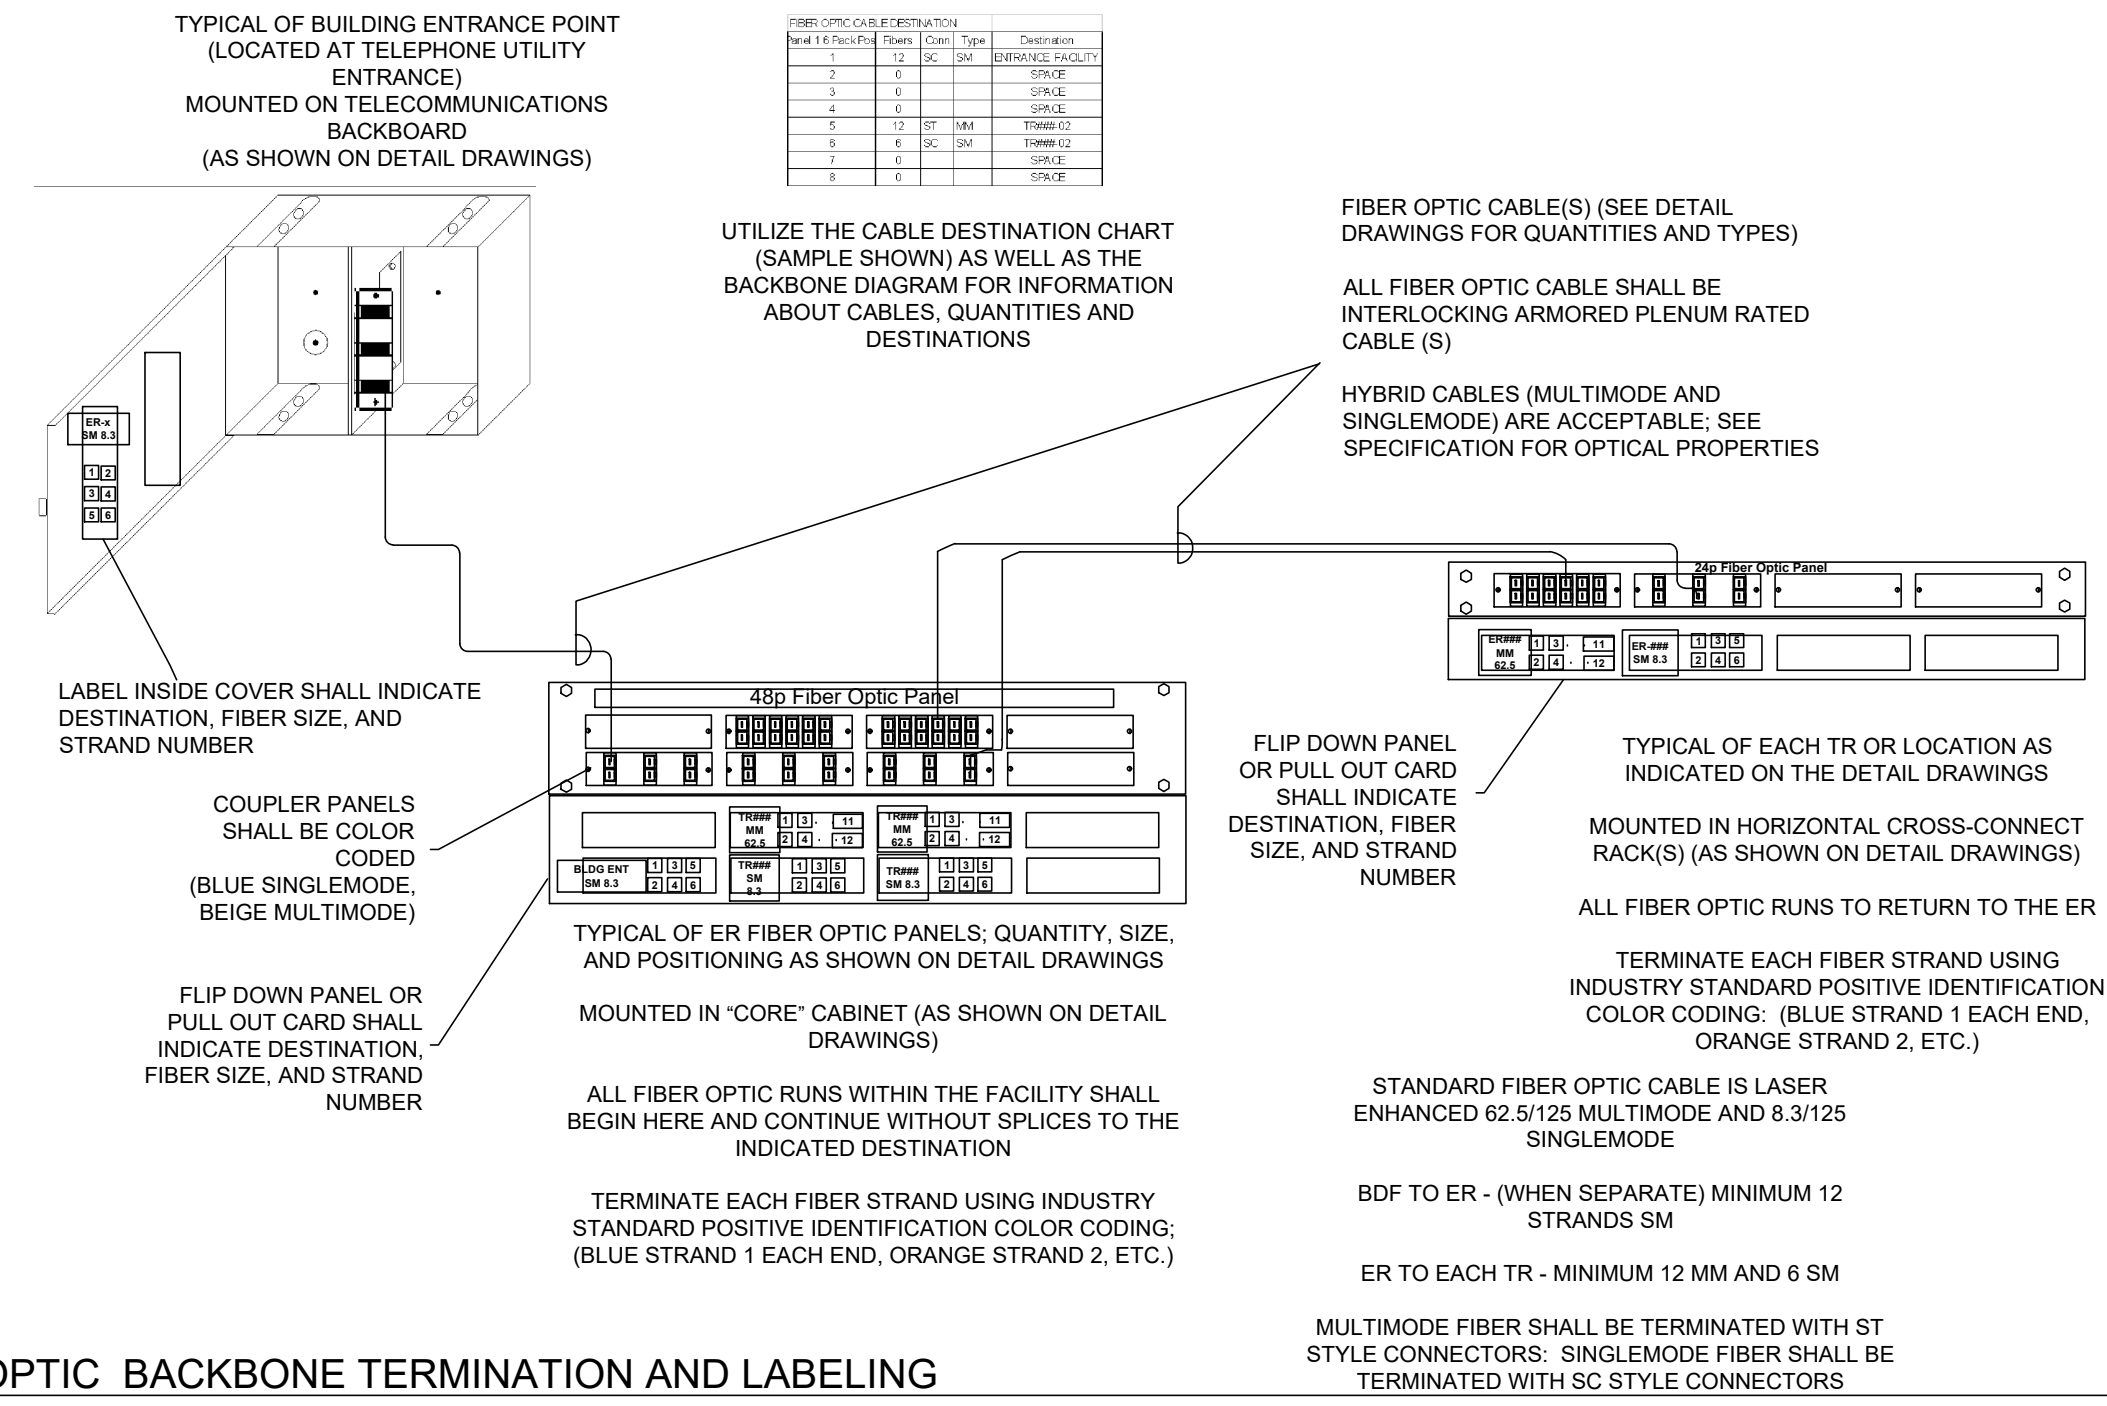 TYPICAL OF BUILDING ENTRANCE POINT
(LOCATED AT TELEPHONE UTILITY
ENTRANCE)
MOUNTED ON TELECOMMUNICATIONS
BACKBOARD
(AS SHOWN ON DETAIL DRAWINGS)
FIBER OPTIC CABLE DESTINATION
Panel 1 6 Pack Pos Fibers Conn Type Destination
1 12 SC SM ENTRANCE FACILITY
2 0 SPACE
3 0 SPACE
4 0 SPACE
5 12 ST MM TR###-02
6 6 SC SM TR###-02
7 0 SPACE
8 0 SPACE
UTILIZE THE CABLE DESTINATION CHART
(SAMPLE SHOWN) AS WELL AS THE
BACKBONE DIAGRAM FOR INFORMATION
ABOUT CABLES, QUANTITIES AND
DESTINATIONS
FIBER OPTIC CABLE(S) (SEE DETAIL
DRAWINGS FOR QUANTITIES AND TYPES)
ALL FIBER OPTIC CABLE SHALL BE
INTERLOCKING ARMORED PLENUM RATED
CABLE (S)
HYBRID CABLES (MULTIMODE AND
SINGLEMODE) ARE ACCEPTABLE; SEE
SPECIFICATION FOR OPTICAL PROPERTIES
ER-x
SM 8.3
1 2
3 4
5 6
LABEL INSIDE COVER SHALL INDICATE
DESTINATION, FIBER SIZE, AND
STRAND NUMBER
COUPLER PANELS
SHALL BE COLOR
CODED
(BLUE SINGLEMODE,
BEIGE MULTIMODE)
FLIP DOWN PANEL OR
PULL OUT CARD SHALL
INDICATE DESTINATION,
FIBER SIZE, AND STRAND
NUMBER
48p Fiber Optic Panel
TR###
MM
62.5
1 3 . . 11
2 4 . . 12
TR###
MM
62.5
1 3 . . 11
2 4 . . 12
BLDG ENT
SM 8.3
1 3 5
2 4 6
TR###
SM
8.3
1 3 5
2 4 6
TR###
SM 8.3
1 3 5
2 4 6
TYPICAL OF ER FIBER OPTIC PANELS; QUANTITY, SIZE,
AND POSITIONING AS SHOWN ON DETAIL DRAWINGS
MOUNTED IN “CORE” CABINET (AS SHOWN ON DETAIL
DRAWINGS)
ALL FIBER OPTIC RUNS WITHIN THE FACILITY SHALL
BEGIN HERE AND CONTINUE WITHOUT SPLICES TO THE
INDICATED DESTINATION
TERMINATE EACH FIBER STRAND USING INDUSTRY
STANDARD POSITIVE IDENTIFICATION COLOR CODING;
(BLUE STRAND 1 EACH END, ORANGE STRAND 2, ETC.)
24p Fiber Optic Panel
ER###
MM
62.5
1 3 . . 11
2 4 . . 12
ER-###
SM 8.3
1 3 5
2 4 6
FLIP DOWN PANEL
OR PULL OUT CARD
SHALL INDICATE
DESTINATION, FIBER
SIZE, AND STRAND
NUMBER
TYPICAL OF EACH TR OR LOCATION AS
INDICATED ON THE DETAIL DRAWINGS
MOUNTED IN HORIZONTAL CROSS-CONNECT
RACK(S) (AS SHOWN ON DETAIL DRAWINGS)
ALL FIBER OPTIC RUNS TO RETURN TO THE ER
TERMINATE EACH FIBER STRAND USING
INDUSTRY STANDARD POSITIVE IDENTIFICATION
COLOR CODING: (BLUE STRAND 1 EACH END,
ORANGE STRAND 2, ETC.)
STANDARD FIBER OPTIC CABLE IS LASER
ENHANCED 62.5/125 MULTIMODE AND 8.3/125
SINGLEMODE
BDF TO ER - (WHEN SEPARATE) MINIMUM 12
STRANDS SM
ER TO EACH TR - MINIMUM 12 MM AND 6 SM
MULTIMODE FIBER SHALL BE TERMINATED WITH ST
STYLE CONNECTORS: SINGLEMODE FIBER SHALL BE
TERMINATED WITH SC STYLE CONNECTORS
OPTIC BACKBONE TERMINATION AND LABELING